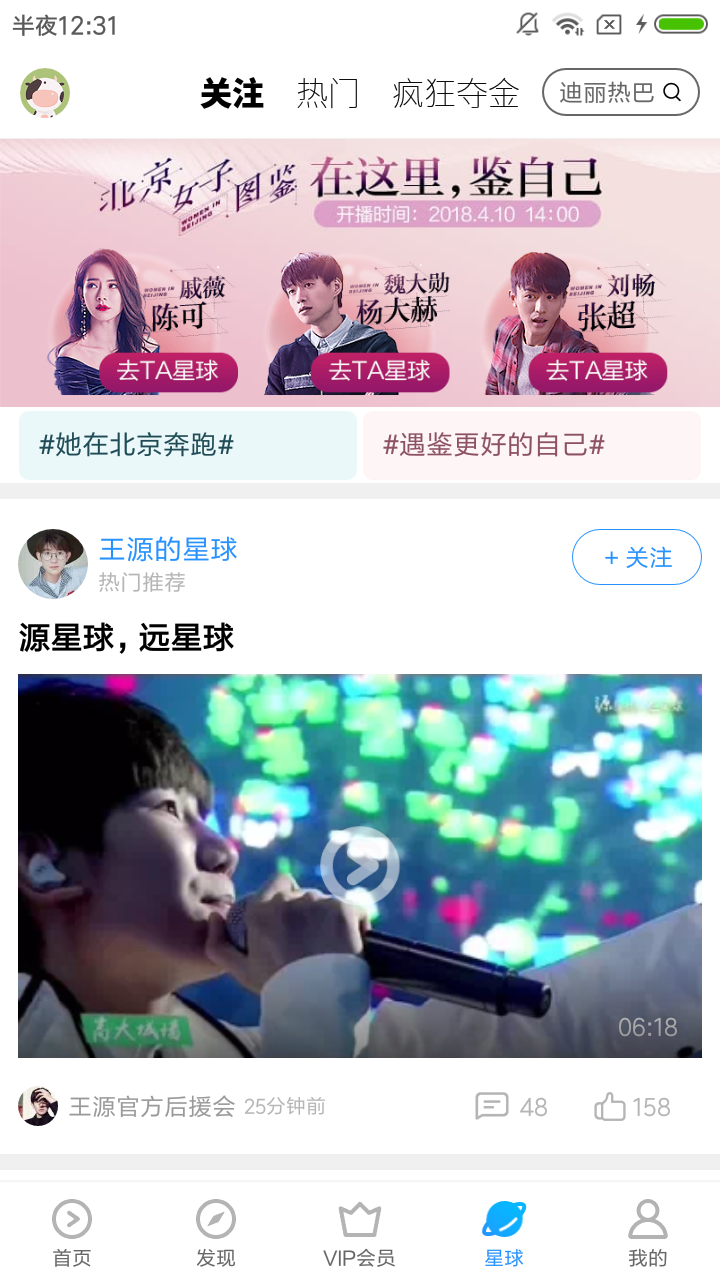 半夜12:31
关注 热门 疯狂夺金 迪丽热巴
北京女子图鉴 在这里,鉴自己
WOMEN IN BEIJING
开播时间：2018.4.10 14:00
WOMEN IN BEIJING 戚薇 WOMEN IN BEIJING 魏大勋 WOMEN IN BEIJING 刘畅
陈可 杨大赫 张超
去TA星球 去TA星球 去TA星球
#她在北京奔跑# #遇鉴更好的自己#
王源的星球
热门推荐
+ 关注
源星球，远星球
高大城墙
06:18
王源官方后援会 25分钟前 48 158
首页 发现 VIP会员 星球 我的